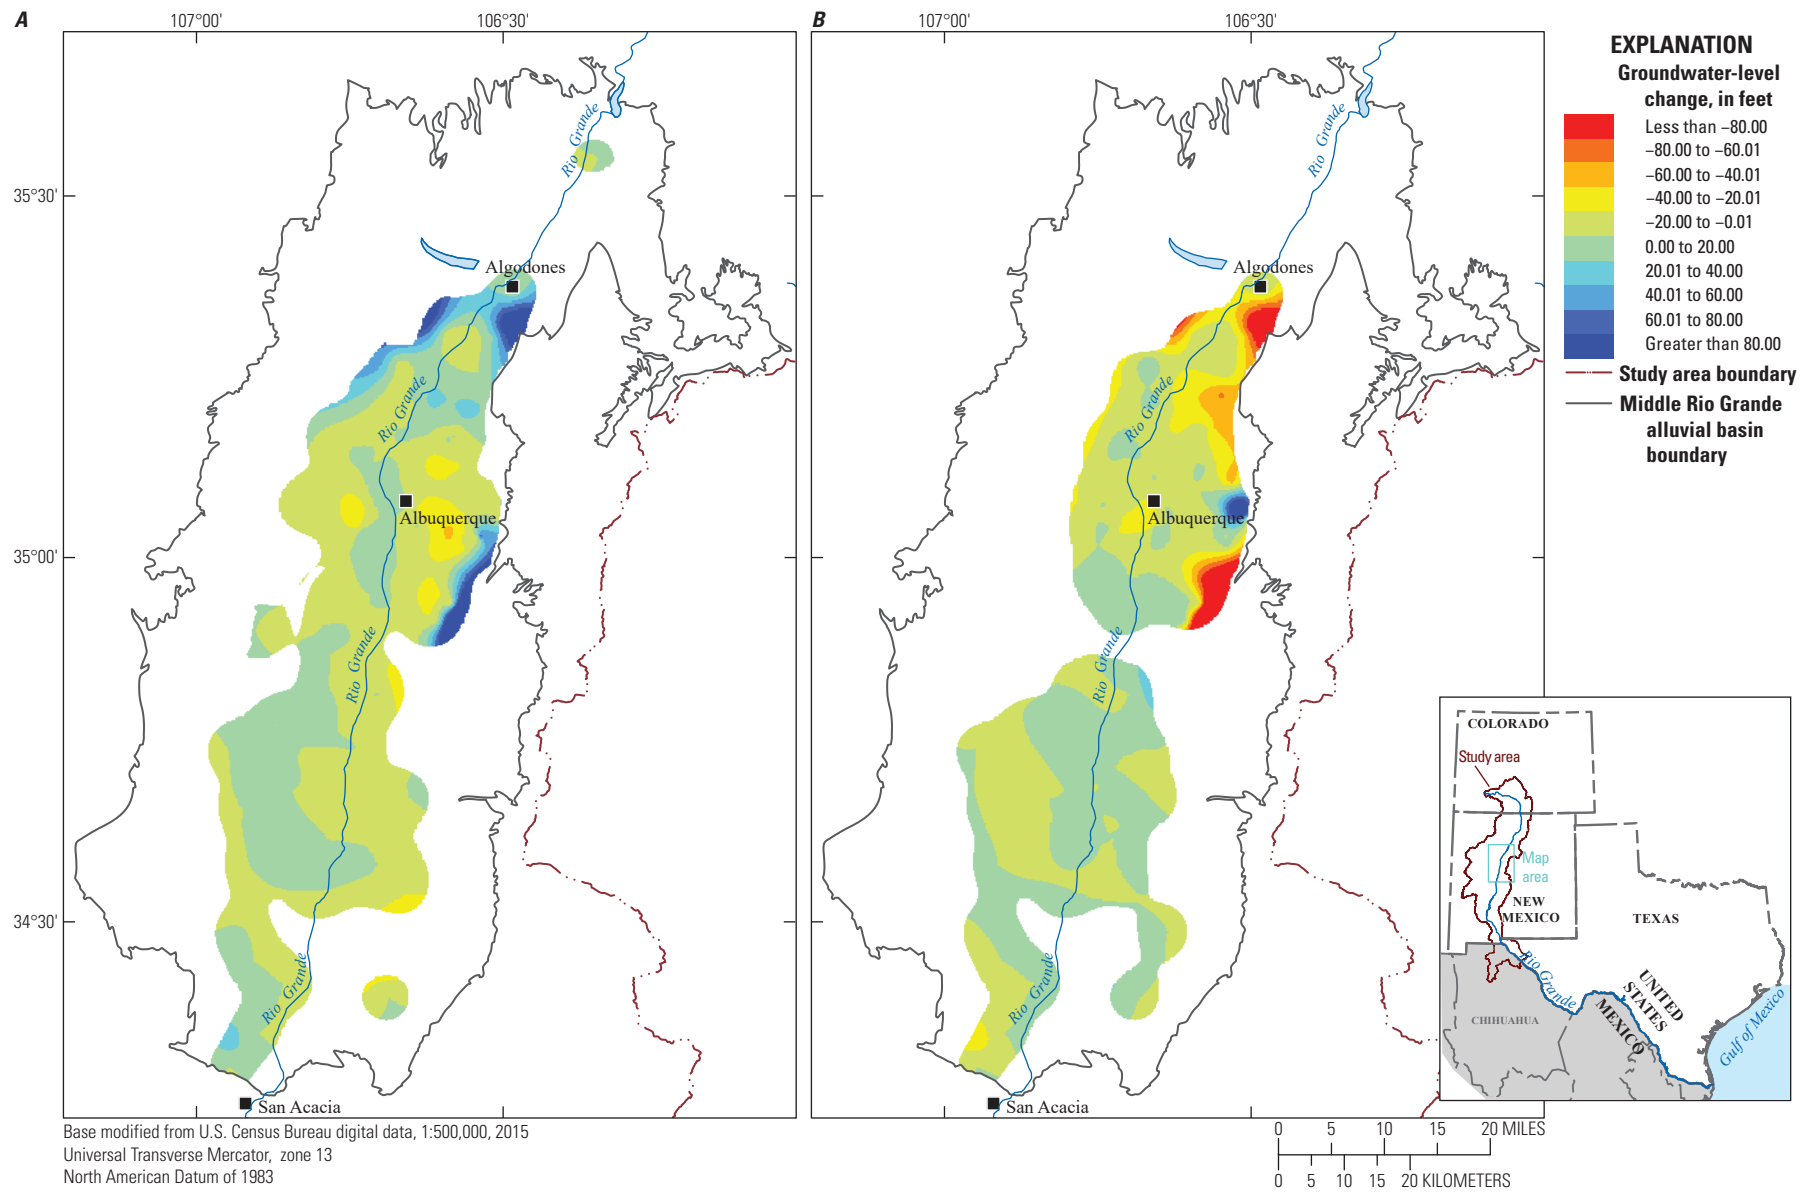 A
107°00'
106°30'
B
107°00'
106°30'
35°30'
35°00'
34°30'
Rio Grande
Algodones
Rio Grande
Albuquerque
Rio Grande
Rio Grande
San Acacia
Rio Grande
Algodones
Rio Grande
Albuquerque
Rio Grande
Rio Grande
San Acacia
EXPLANATION
Groundwater-level
change, in feet
Less than −80.00
−80.00 to −60.01
−60.00 to −40.01
−40.00 to −20.01
−20.00 to −0.01
0.00 to 20.00
20.01 to 40.00
40.01 to 60.00
60.01 to 80.00
Greater than 80.00
Study area boundary
Middle Rio Grande
alluvial basin
boundary
COLORADO
Study area
Map
area
NEW
MEXICO
TEXAS
Rio Grande
UNITED
STATES
MEXICO
CHIHUAHUA
Gulf of Mexico
Base modified from U.S. Census Bureau digital data, 1:500,000, 2015
Universal Transverse Mercator, zone 13
North American Datum of 1983
0 5 10 15 20 MILES
0 5 10 15 20 KILOMETERS